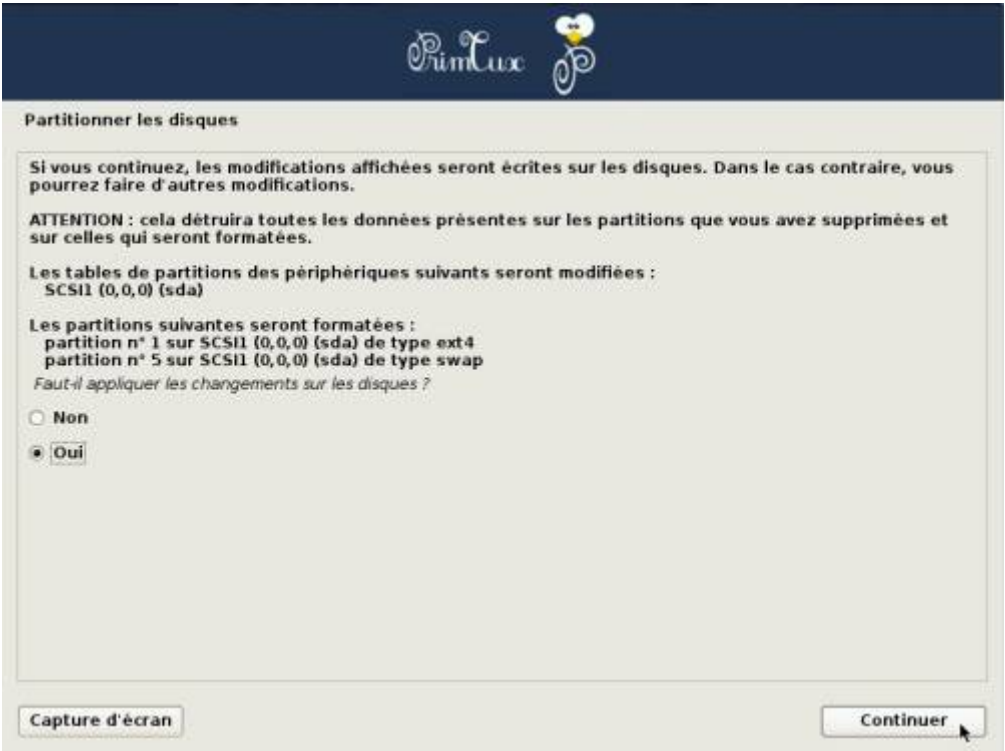 PrimTux
Partitionner les disques
Si vous continuez, les modifications affichées seront écrites sur les disques. Dans le cas contraire, vous
pourrez faire d'autres modifications.
ATTENTION : cela détruira toutes les données présentes sur les partitions que vous avez supprimées et
sur celles qui seront formatées.
Les tables de partitions des périphériques suivants seront modifiées :
SCSI1 (0,0,0) (sda)
Les partitions suivantes seront formatées :
partition n° 1 sur SCSI1 (0,0,0) (sda) de type ext4
partition n° 5 sur SCSI1 (0,0,0) (sda) de type swap
Faut-il appliquer les changements sur les disques ?
Non
Oui
Capture d'écran
Continuer